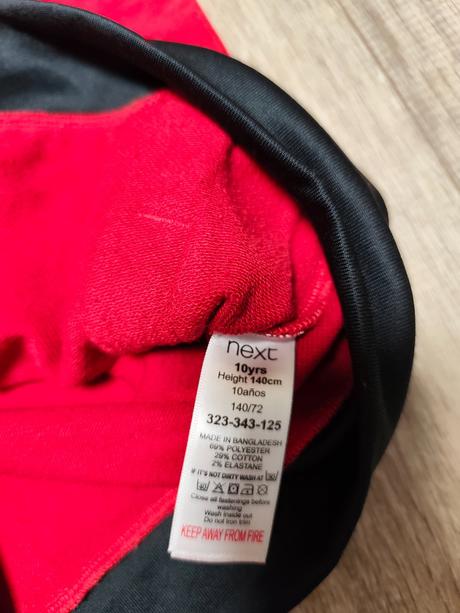 next
10yrs
Height 140cm
10años
140/72
323-343-125
MADE IN BANGLADESH
69% POLYESTER
29% COTTON
2% ELASTANE
IF IT'S NOT DIRTY WASH AT
Close all fastenings before
washing
Wash inside out
Do not iron
KEEP AWAY FROM FIRE